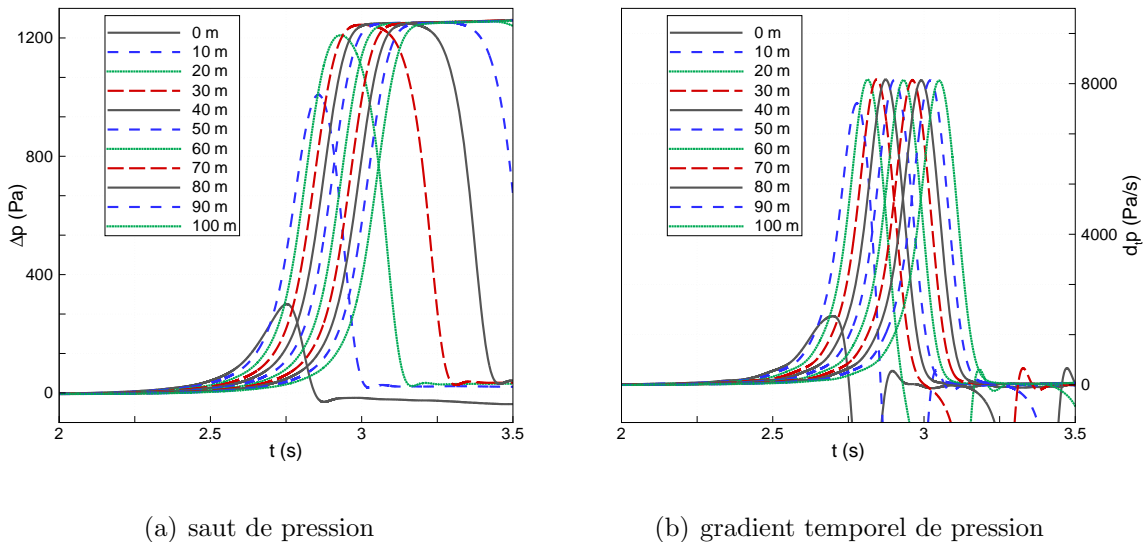 1200
800
400
0
Δp (Pa)
0 m
10 m
20 m
30 m
40 m
50 m
60 m
70 m
80 m
90 m
100 m
2
2.5
3
3.5
t (s)
(a) saut de pression
0 m
10 m
20 m
30 m
40 m
50 m
60 m
70 m
80 m
90 m
100 m
8000
4000
0
dₜp (Pa/s)
2
2.5
3
3.5
t (s)
(b) gradient temporel de pression